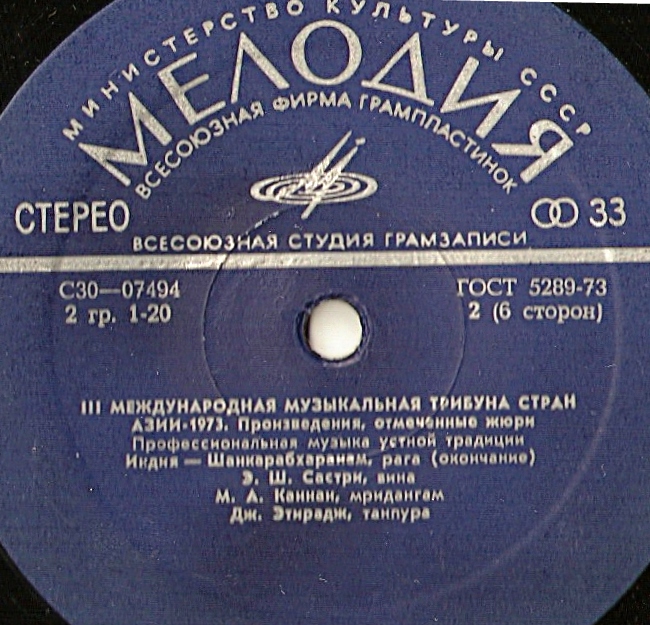 МИНИСТЕРСТВО КУЛЬТУРЫ СССР
МЕЛОДИЯ
ВСЕСОЮЗНАЯ ФИРМА ГРАМПЛАСТИНОК
СТЕРЕО
33
ВСЕСОЮЗНАЯ СТУДИЯ ГРАМЗАПИСИ
С30—07494
ГОСТ 5289-73
2 гр. 1-20
2 (6 сторон)
III МЕЖДУНАРОДНАЯ МУЗЫКАЛЬНАЯ ТРИБУНА СТРАН
АЗИИ-1973. Произведения, отмеченные жюри
Профессиональная музыка устной традиции
Индия — Шанкарабхаранам, рага (окончание)
Э. Ш. Састри, вина
М. А. Каннан, мридангам
Дж. Этирадж, танпура